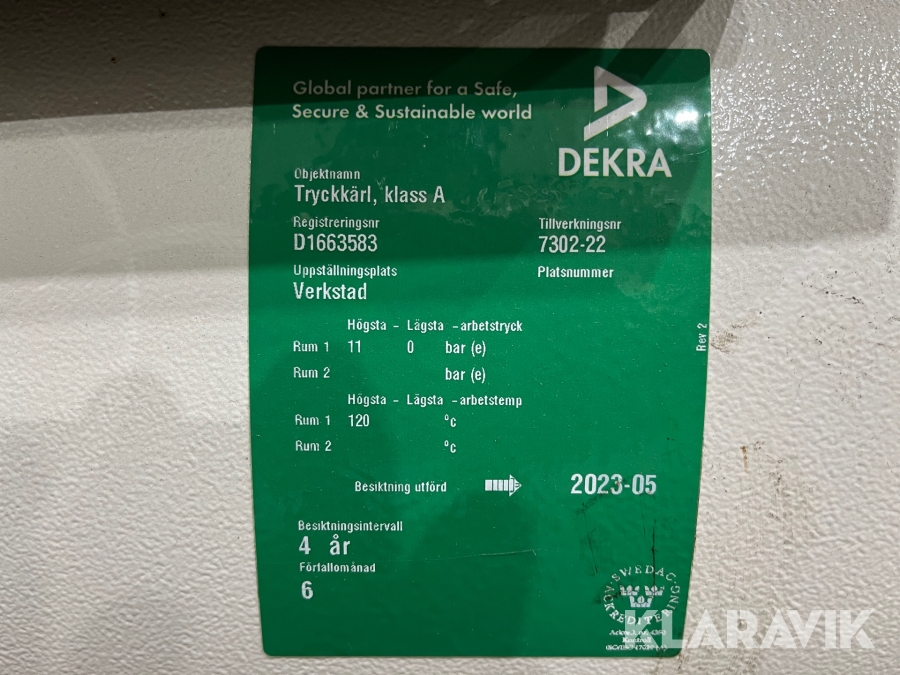 Global partner for a Safe,
Secure & Sustainable world
DEKRA
Objektnamn
Tryckkärl, klass A
Registreringsnr Tillverkningsnr
D1663583 7302-22
Uppställningsplats Platsnummer
Verkstad
Högsta - Lägsta - arbetstryck
Rum 1 11 0 bar (e)
Rum 2 bar (e)
Rev 2
Högsta - Lägsta - arbetstemp
Rum 1 120 °c
Rum 2 °c
Besiktning utförd 2023-05
Besiktningsintervall
4 år
Förfallomånad
6
SWEDAC
ACKREDITERING
Kontroll
KLARAVIK